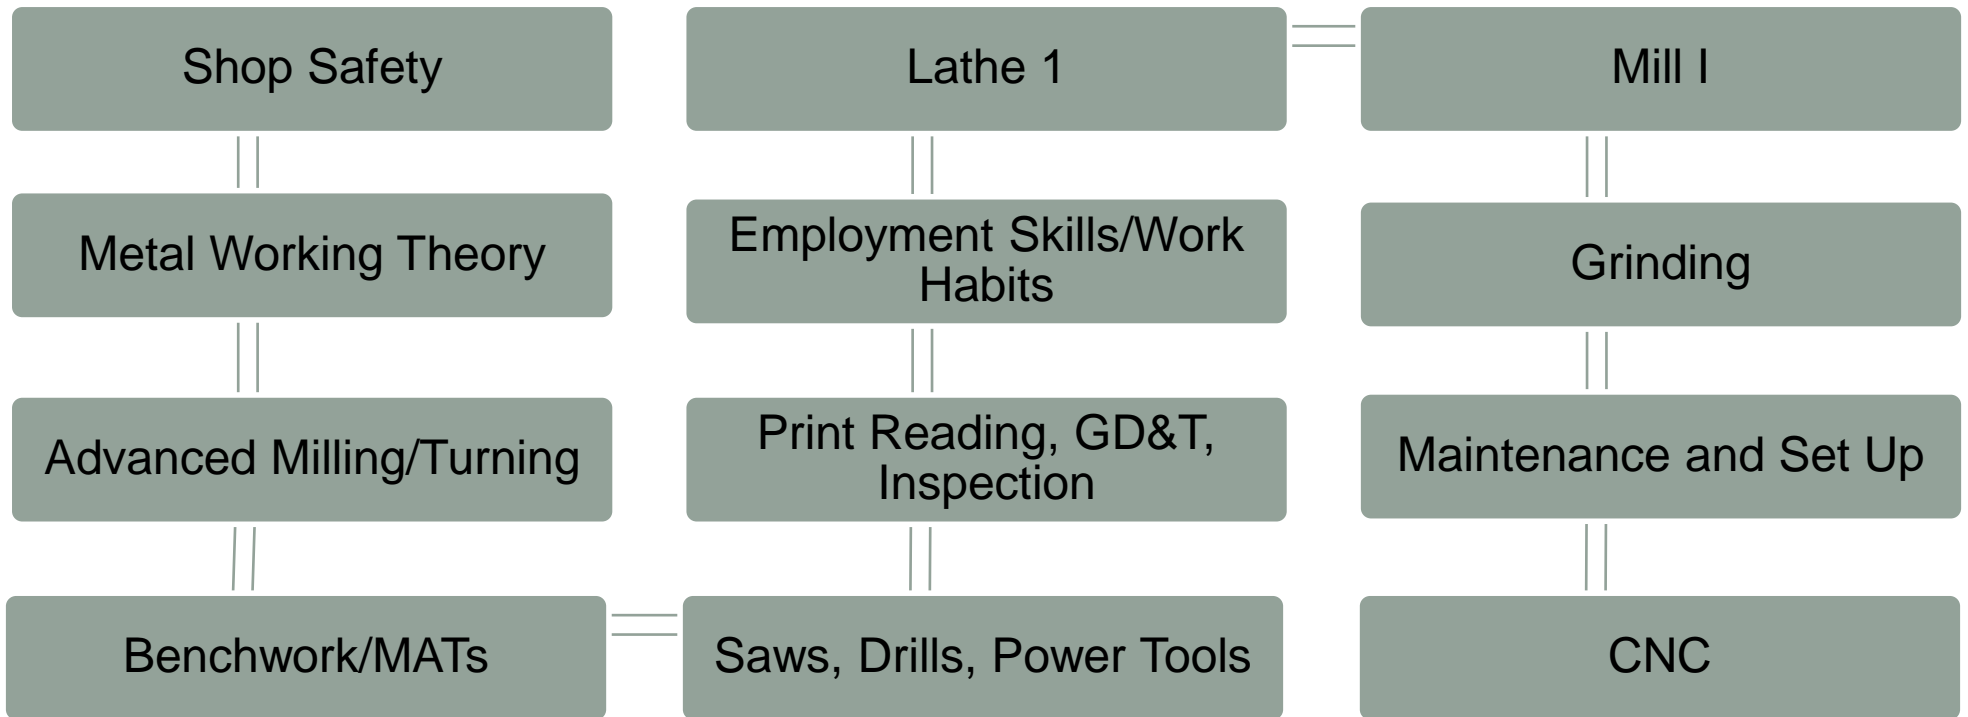 Shop Safety
Metal Working Theory
Advanced Milling/Turning
Benchwork/MATs
Saws, Drills, Power Tools
Print Reading, GD&T,
Inspection
Employment Skills/Work
Habits
Lathe 1
Mill I
Grinding
Maintenance and Set Up
CNC